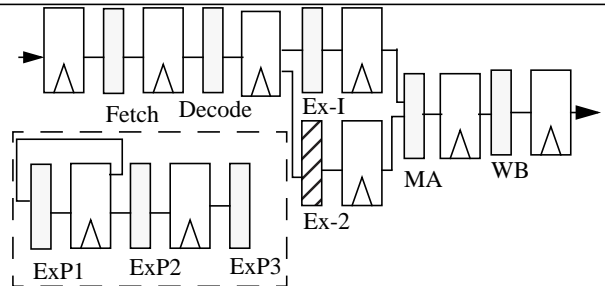 Fetch
Decode
Ex-I
Ex-2
MA
WB
ExP1
ExP2
ExP3